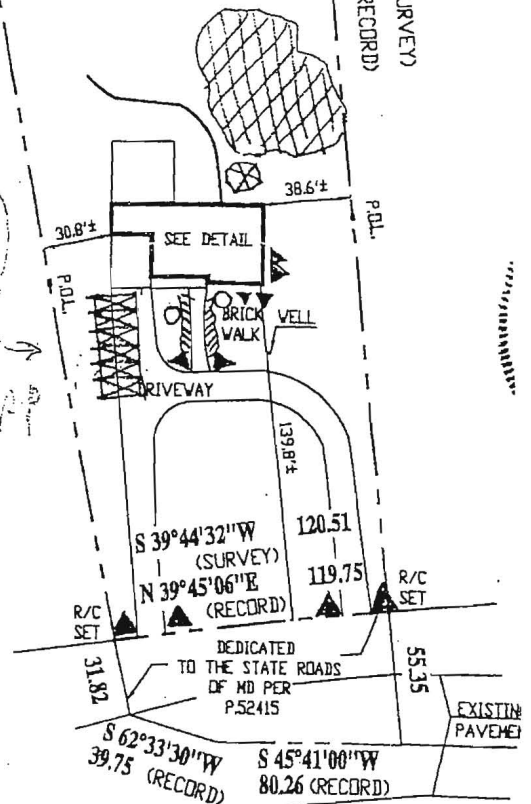 SURVEY)
RECORD)
38.6'±
P.O.L.
30.8'±
SEE DETAIL
P.O.L.
BRICK
WALK
WELL
DRIVEWAY
139.8'±
S 39°44'32"W
(SURVEY)
120.51
N 39°45'06"E
(RECORD)
119.75
R/C
SET
R/C
SET
DEDICATED
TO THE STATE ROADS
OF MD PER
P.52415
31.82
55.35
EXISTIN
PAVEMEN
S 62°33'30"W
39.75 (RECORD)
S 45°41'00"W
80.26 (RECORD)